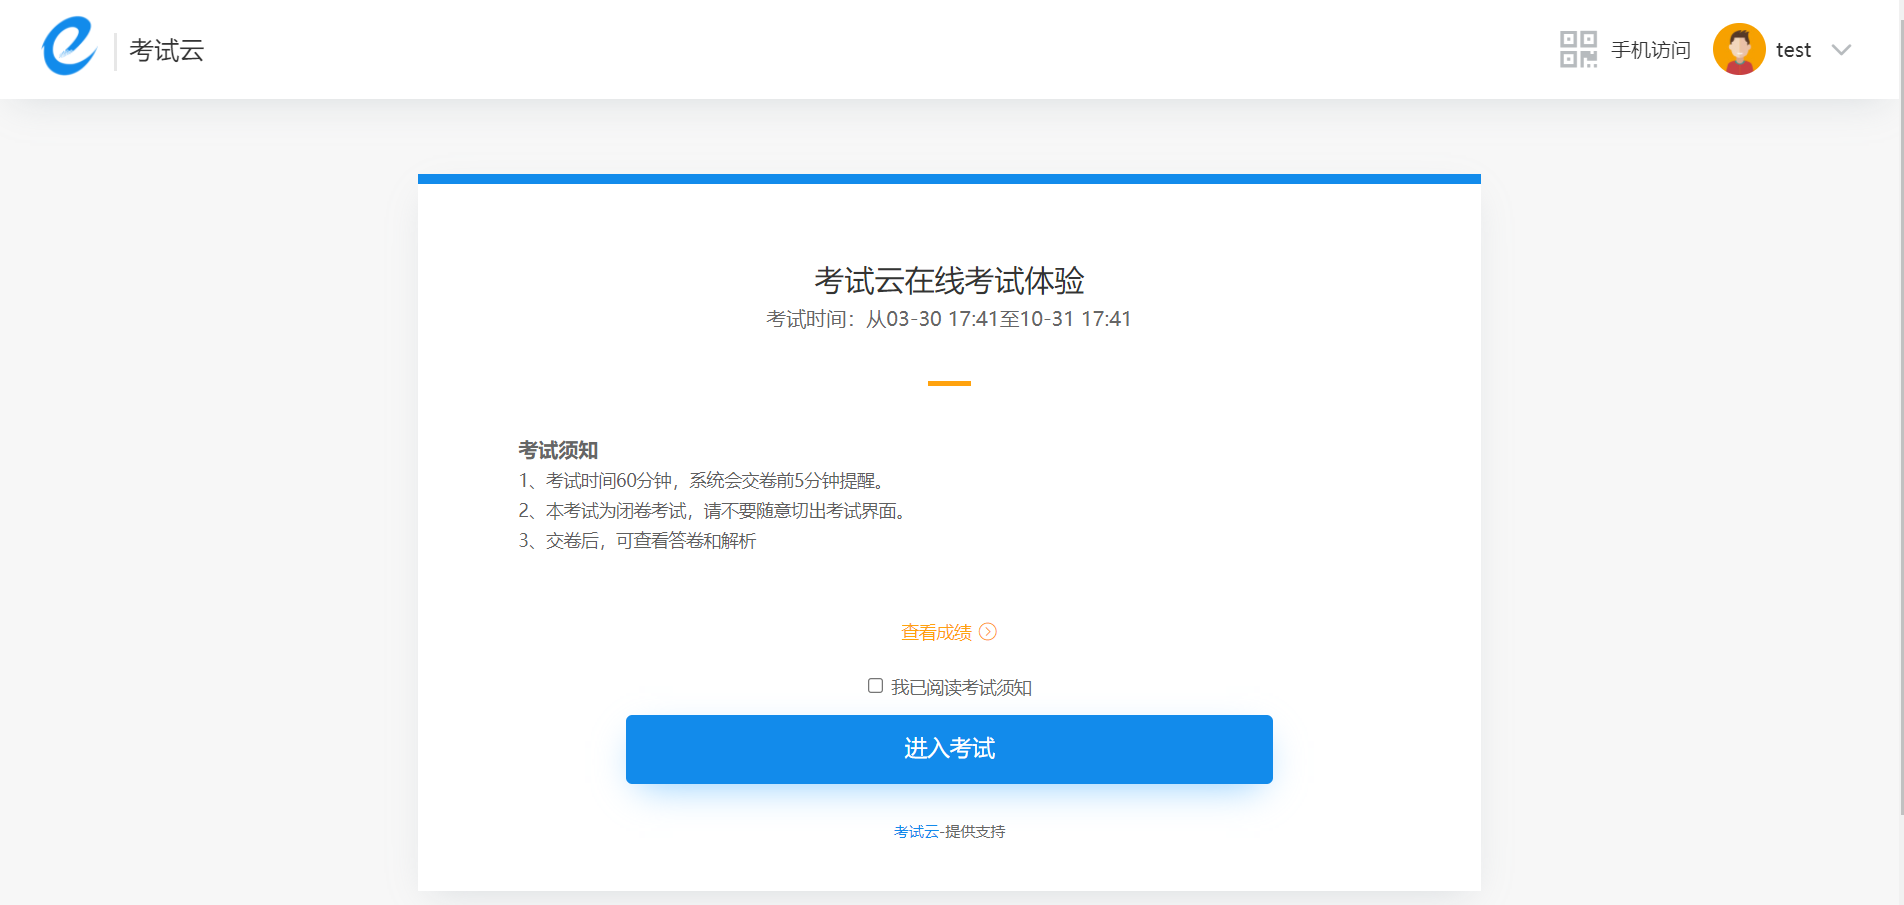 考试云
手机访问
test
考试云在线考试体验
考试时间：从03-30 17:41至10-31 17:41
考试须知
1、考试时间60分钟，系统会交卷前5分钟提醒。
2、本考试为闭卷考试，请不要随意切出考试界面。
3、交卷后，可查看答卷和解析
查看成绩
我已阅读考试须知
进入考试
考试云-提供支持